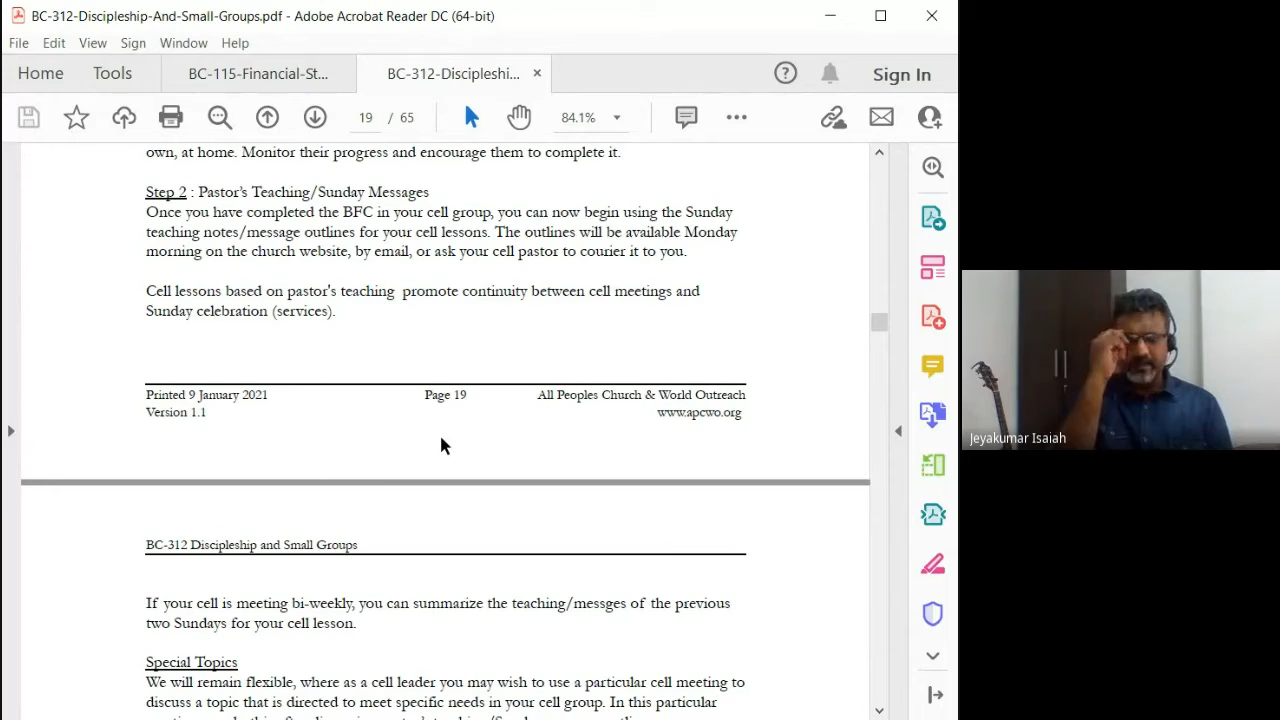 BC-312-Discipleship-And-Small-Groups.pdf - Adobe Acrobat Reader DC (64-bit)
File Edit View Sign Window Help
Home Tools BC-115-Financial-St... BC-312-Discipleshi... × Sign In
19 / 65 84.1%
own, at home. Monitor their progress and encourage them to complete it.
Step 2 : Pastor's Teaching/Sunday Messages
Once you have completed the BFC in your cell group, you can now begin using the Sunday
teaching notes/message outlines for your cell lessons. The outlines will be available Monday
morning on the church website, by email, or ask your cell pastor to courier it to you.
Cell lessons based on pastor's teaching promote continuity between cell meetings and
Sunday celebration (services).
Printed 9 January 2021 Page 19 All Peoples Church & World Outreach
Version 1.1 www.apcwo.org
BC-312 Discipleship and Small Groups
If your cell is meeting bi-weekly, you can summarize the teaching/messges of the previous
two Sundays for your cell lesson.
Special Topics
We will remain flexible, where as a cell leader you may wish to use a particular cell meeting to
discuss a topic that is directed to meet specific needs in your cell group. In this particular
Jeyakumar Isaiah